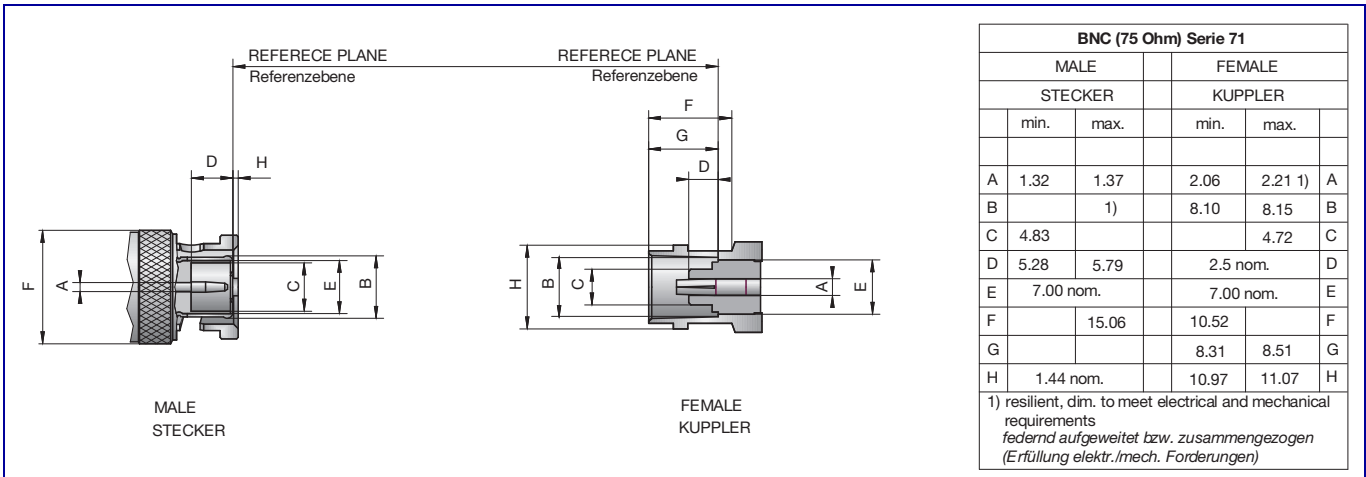 REFERECE PLANE
Referenzebene
REFERECE PLANE
Referenzebene
D H
F
A
C
E
B
MALE
STECKER
F
G
D
H
B
C
A
E
FEMALE
KUPPLER
BNC (75 Ohm) Serie 71
MALE FEMALE
STECKER KUPPLER
min. max. min. max.
A 1.32 1.37 2.06 2.21 1) A
B 1) 8.10 8.15 B
C 4.83 4.72 C
D 5.28 5.79 2.5 nom. D
E 7.00 nom. 7.00 nom. E
F 15.06 10.52 F
G 8.31 8.51 G
H 1.44 nom. 10.97 11.07 H
1) resilient, dim. to meet electrical and mechanical
requirements
federnd aufgeweitet bzw. zusammengezogen
(Erfüllung elektr./mech. Forderungen)